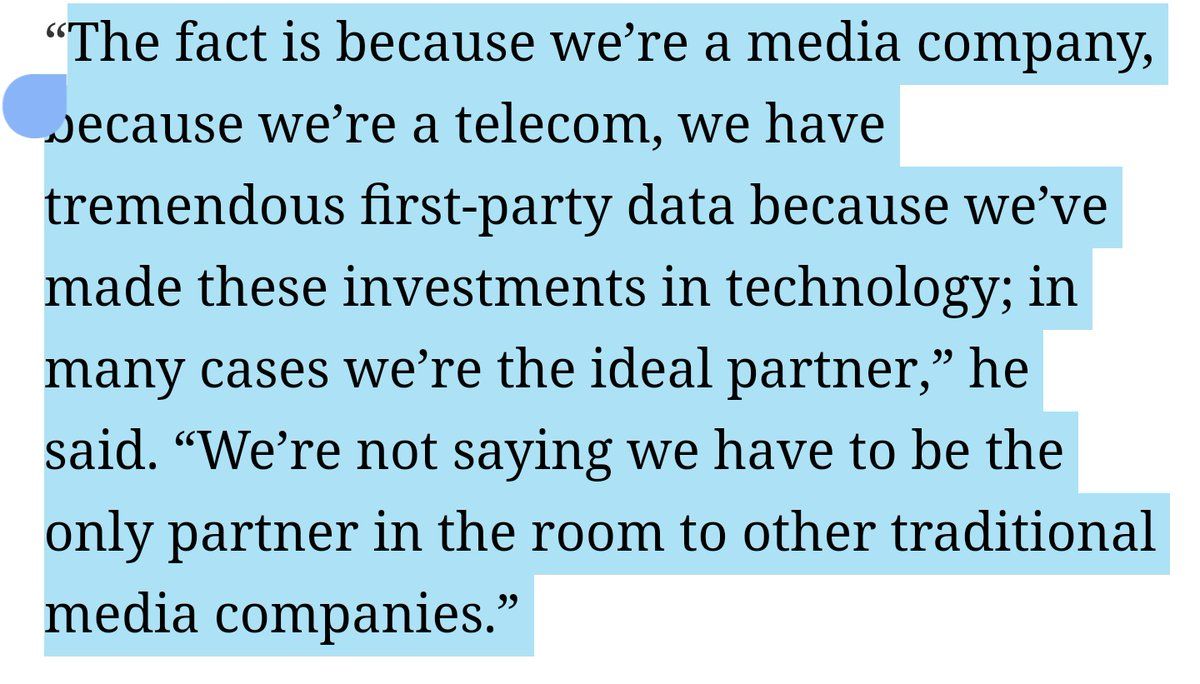 “The fact is because we’re a media company,
because we’re a telecom, we have
tremendous first-party data because we’ve
made these investments in technology; in
many cases we’re the ideal partner,” he
said. “We’re not saying we have to be the
only partner in the room to other traditional
media companies.”